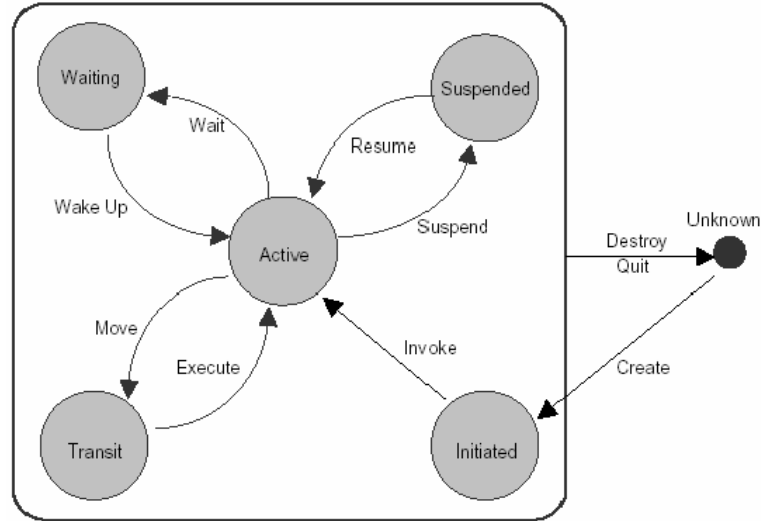 Waiting
Suspended
Wait
Resume
Wake Up
Suspend
Unknown
Active
Destroy
Quit
Move
Invoke
Execute
Create
Transit
Initiated